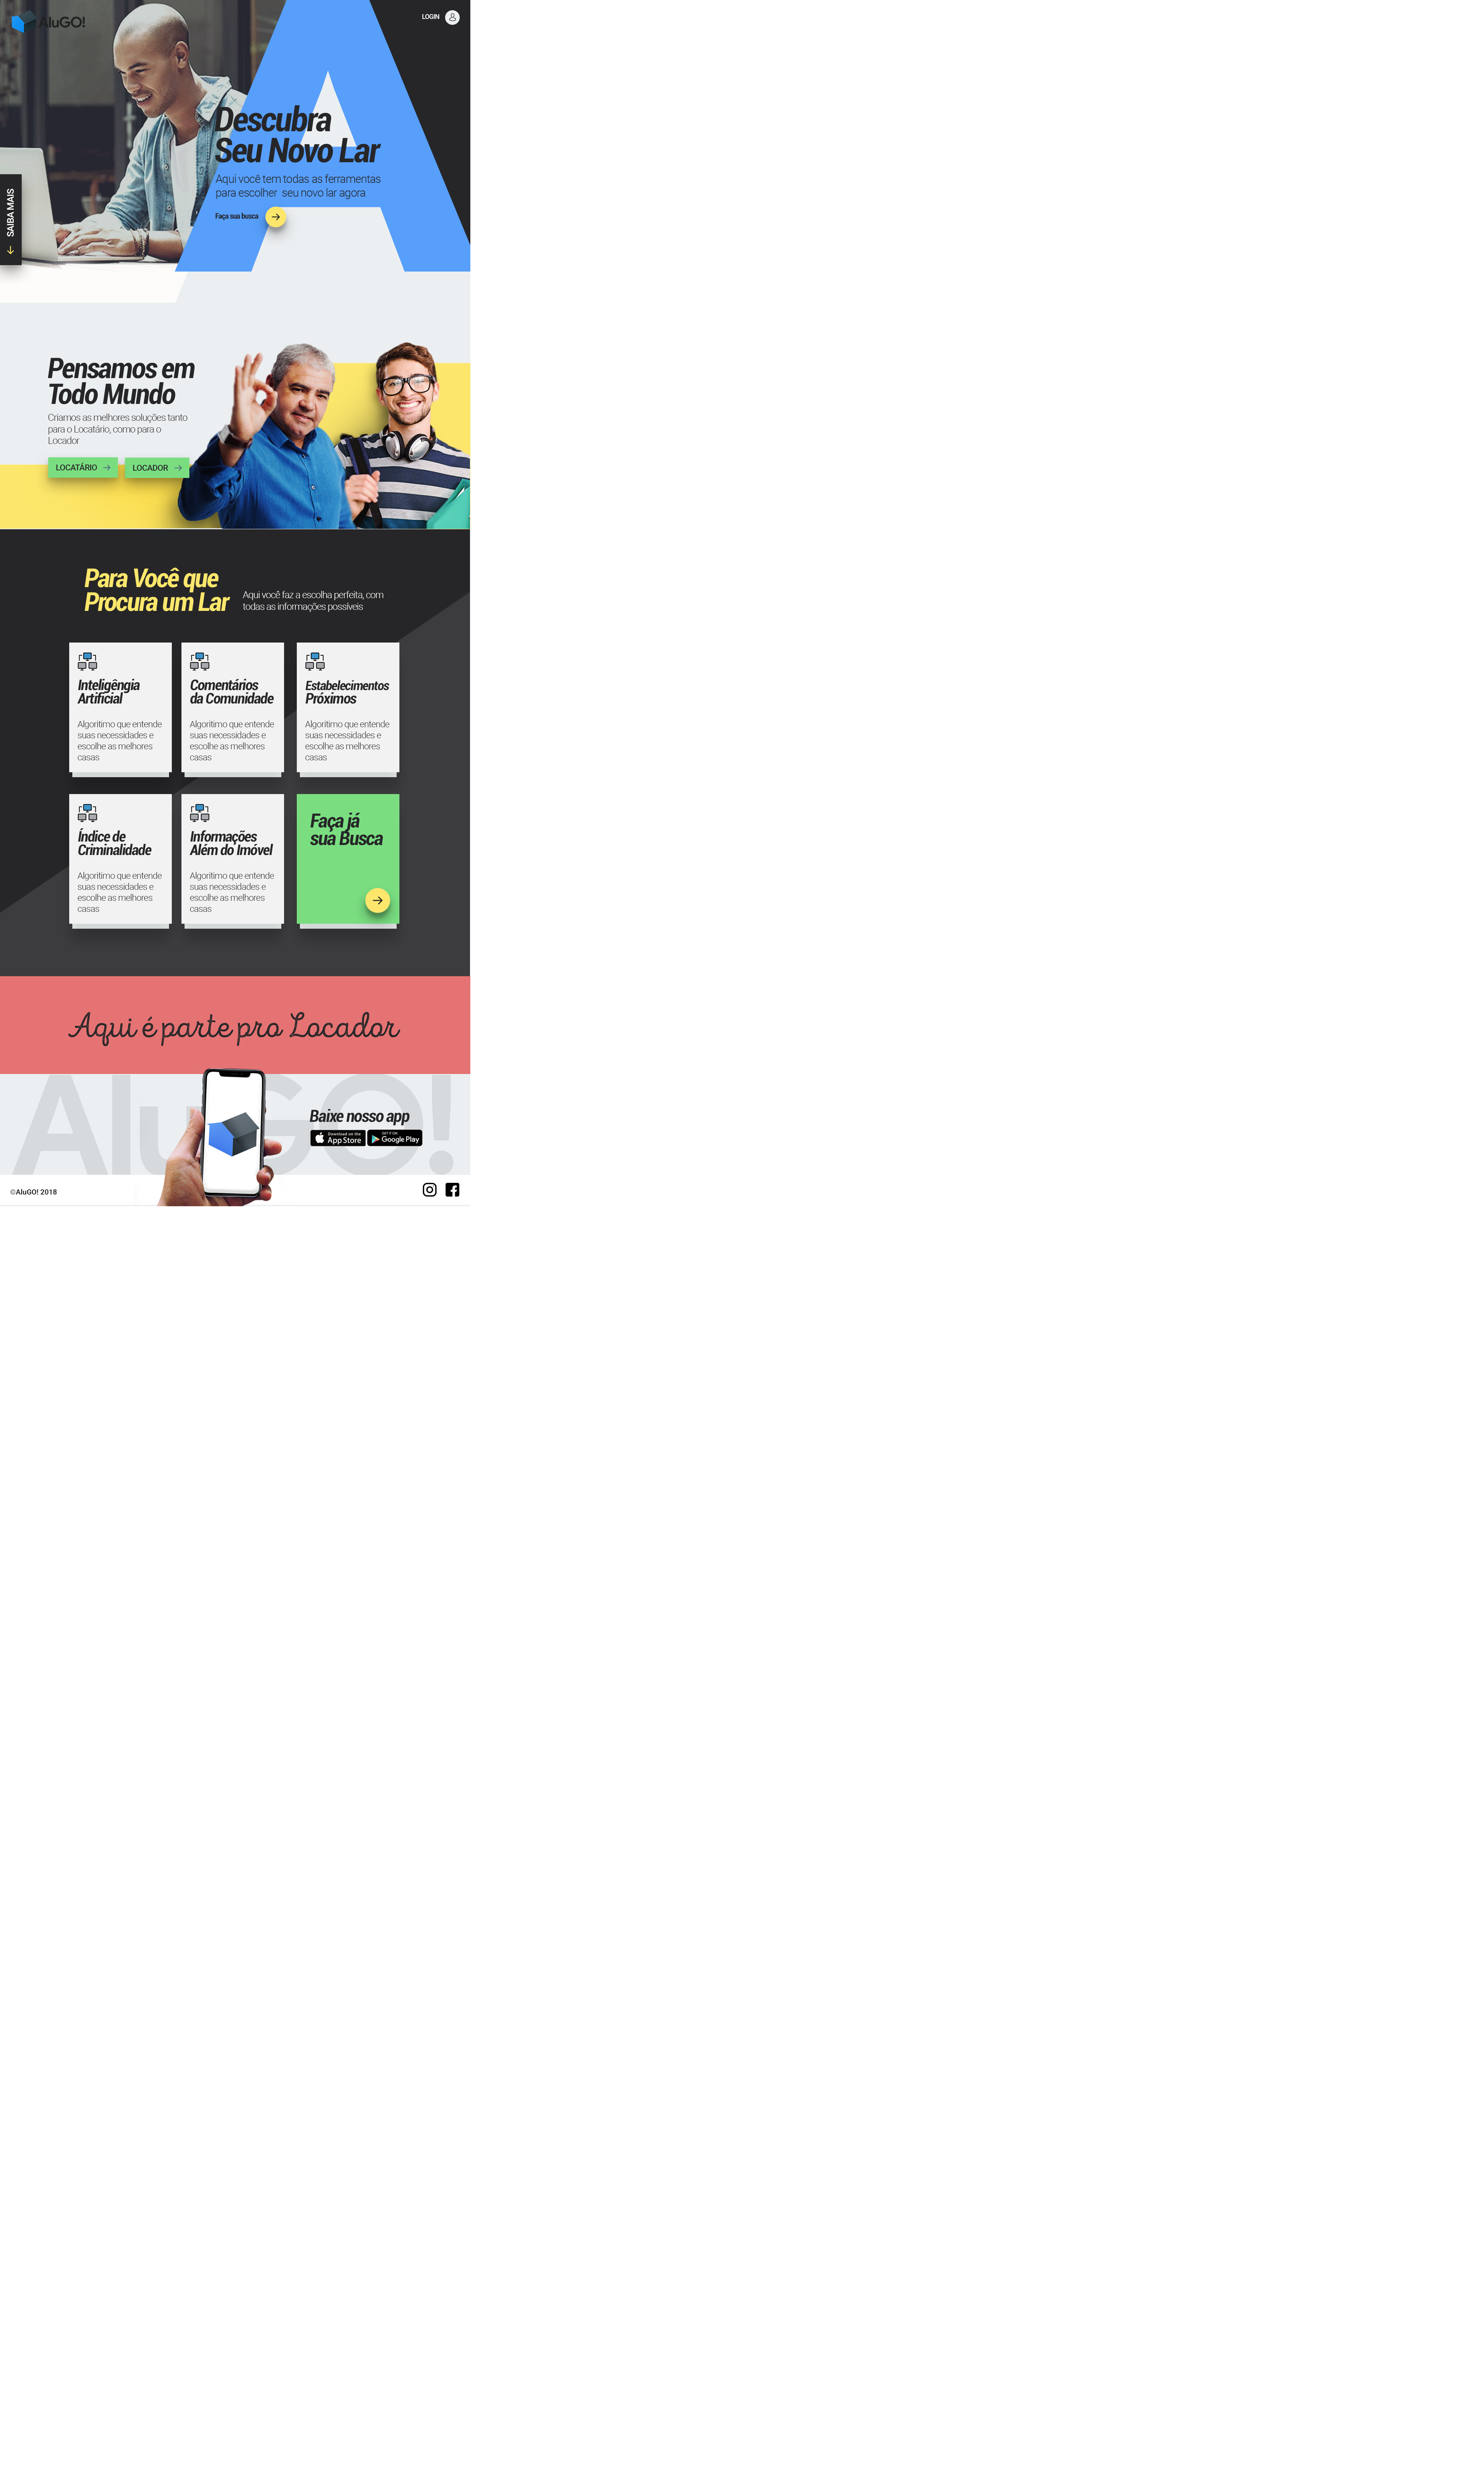 AluGO!
LOGIN
Descubra
Seu Novo Lar
Aqui você tem todas as ferramentas
para escolher seu novo lar agora
Faça sua busca
SAIBA MAIS
Pensamos em
Todo Mundo
Criamos as melhores soluções tanto
para o Locatário, como para o
Locador
LOCATÁRIO
LOCADOR
Para Você que
Procura um Lar
Aqui você faz a escolha perfeita, com
todas as informações possíveis
Inteligêngia
Artificial
Algoritimo que entende
suas necessidades e
escolhe as melhores
casas
Comentários
da Comunidade
Algoritimo que entende
suas necessidades e
escolhe as melhores
casas
Estabelecimentos
Próximos
Algoritimo que entende
suas necessidades e
escolhe as melhores
casas
Índice de
Criminalidade
Algoritimo que entende
suas necessidades e
escolhe as melhores
casas
Informações
Além do Imóvel
Algoritimo que entende
suas necessidades e
escolhe as melhores
casas
Faça já
sua Busca
Aqui é parte pro Locador
AluGO!
Baixe nosso app
Download on the
App Store
GET IT ON
Google Play
©AluGO! 2018